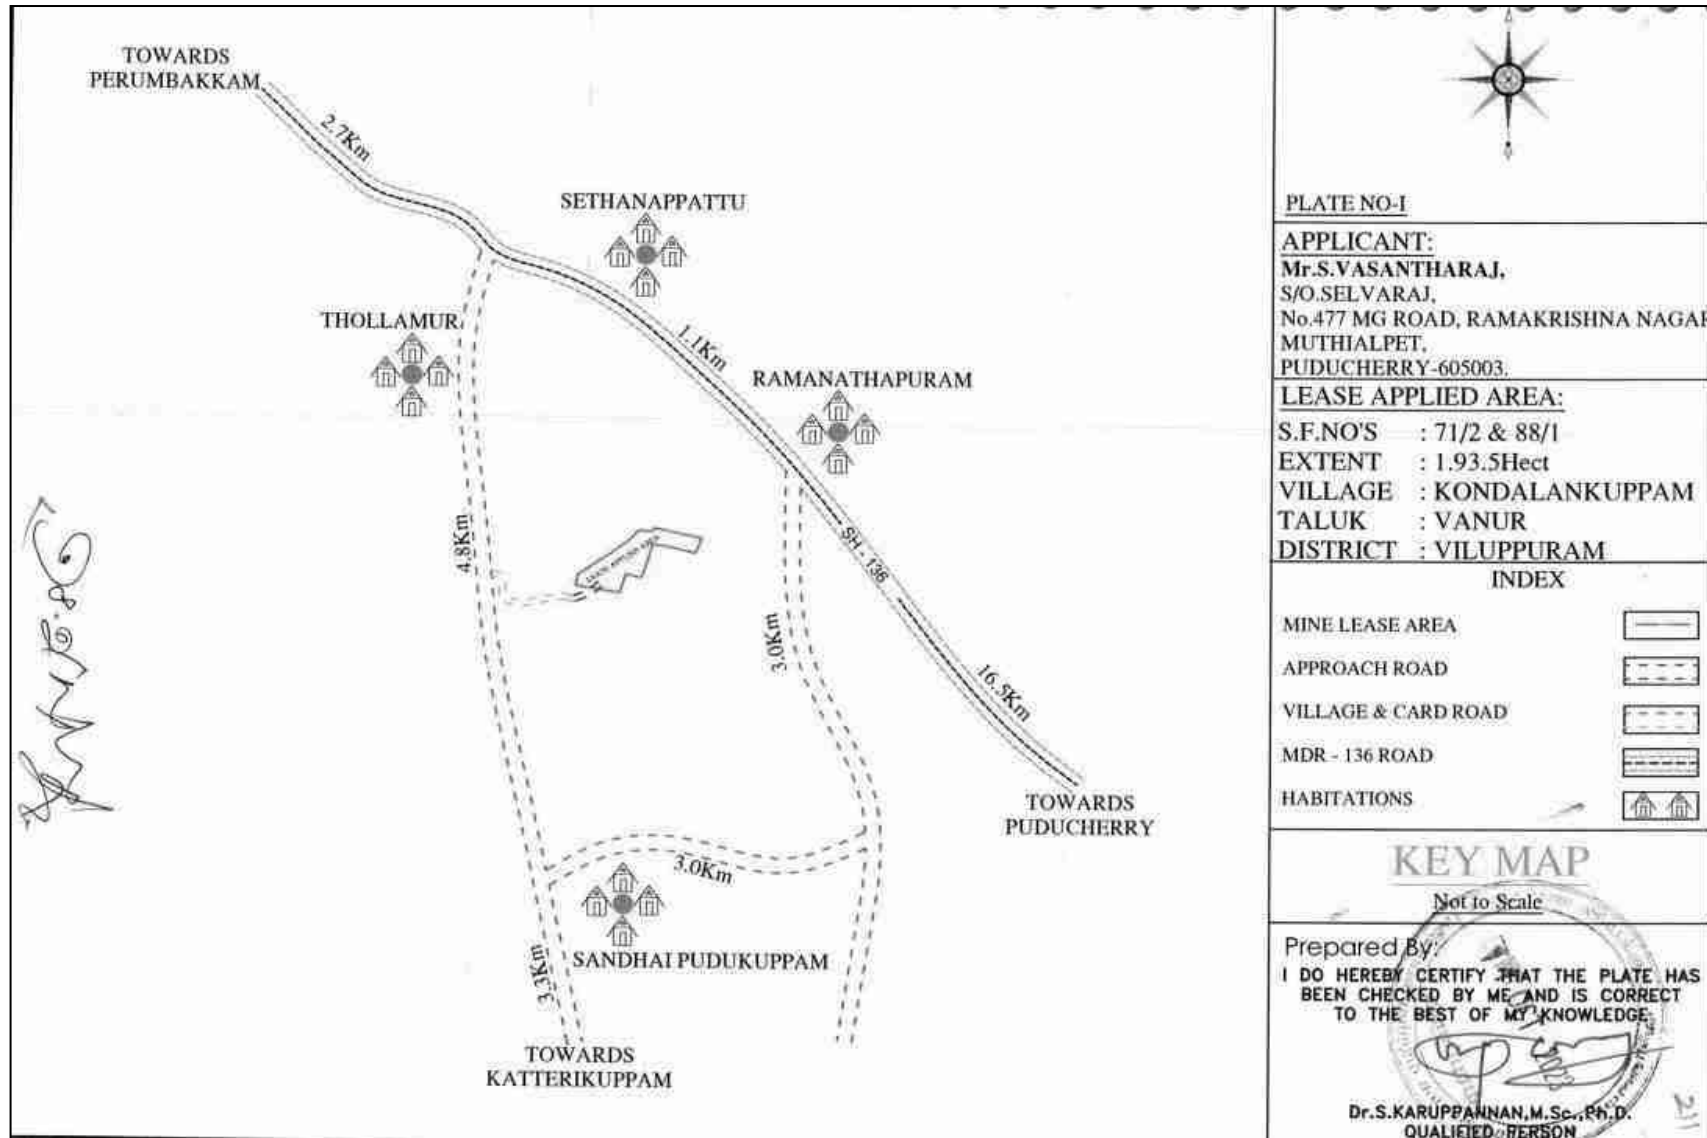 TOWARDS
PERUMBAKKAM
2.7Km
SETHANAPPATTU
THOLLAMUR
1.1Km
RAMANATHAPURAM
4.8Km
LEASE APPLIED AREA
SH - 136
3.0Km
16.5Km
TOWARDS
PUDUCHERRY
3.0Km
SANDHAI PUDUKUPPAM
3.3Km
TOWARDS
KATTERIKUPPAM
PLATE NO-I
APPLICANT:
Mr.S.VASANTHARAJ,
S/O.SELVARAJ,
No.477 MG ROAD, RAMAKRISHNA NAGAR
MUTHIALPET,
PUDUCHERRY-605003.
LEASE APPLIED AREA:
S.F.NO'S : 71/2 & 88/1
EXTENT : 1.93.5Hect
VILLAGE : KONDALANKUPPAM
TALUK : VANUR
DISTRICT : VILUPPURAM
INDEX
MINE LEASE AREA
APPROACH ROAD
VILLAGE & CARD ROAD
MDR - 136 ROAD
HABITATIONS
KEY MAP
Not to Scale
Prepared By:
I DO HEREBY CERTIFY THAT THE PLATE HAS
BEEN CHECKED BY ME AND IS CORRECT
TO THE BEST OF MY KNOWLEDGE
Dr.S.KARUPPANNAN,M.Sc.,Ph.D.
QUALIFIED PERSON